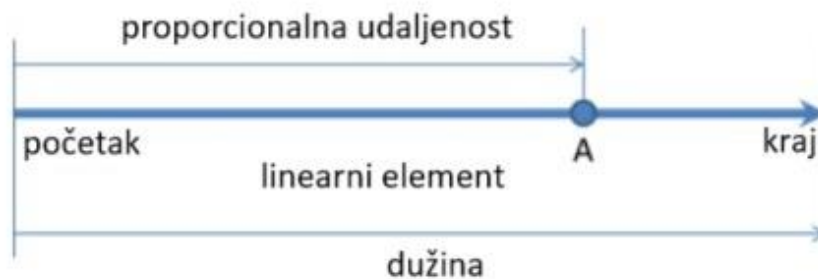 proporcionalna udaljenost
početak
A
kraj
linearni element
dužina